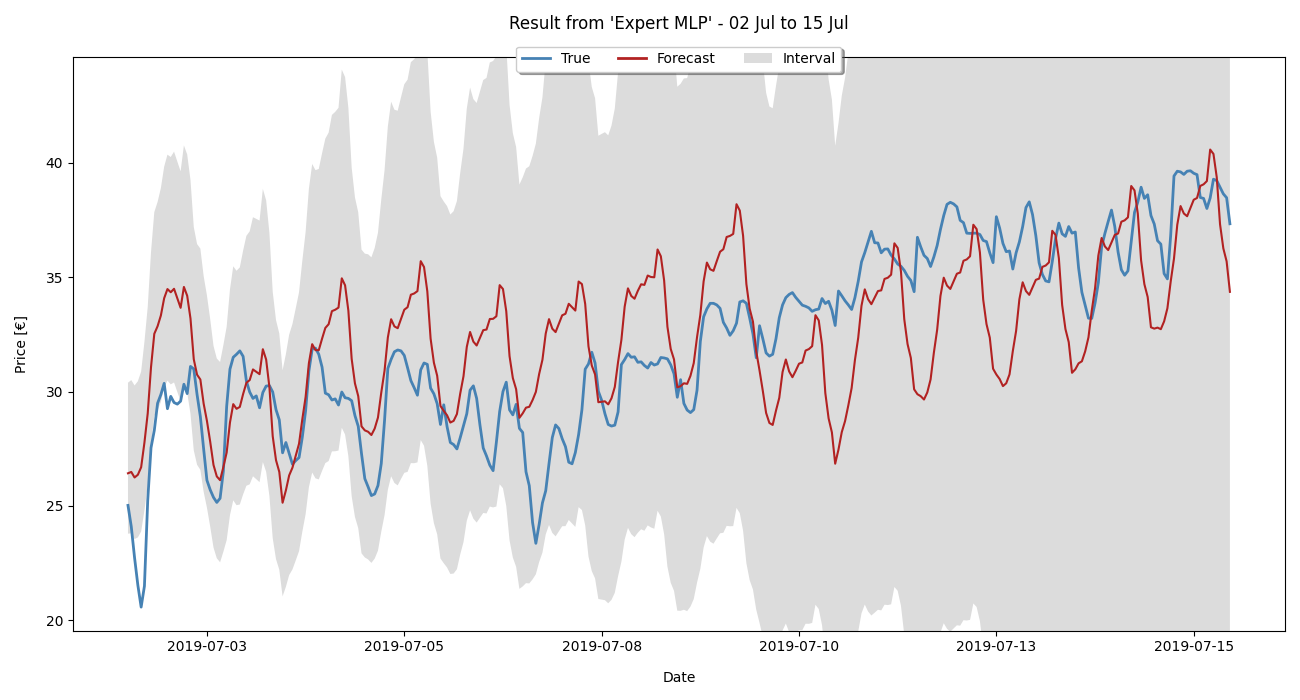 Result from 'Expert MLP' - 02 Jul to 15 Jul
True Forecast Interval
Price [€]
40
35
30
25
20
2019-07-03 2019-07-05 2019-07-08 2019-07-10 2019-07-13 2019-07-15
Date